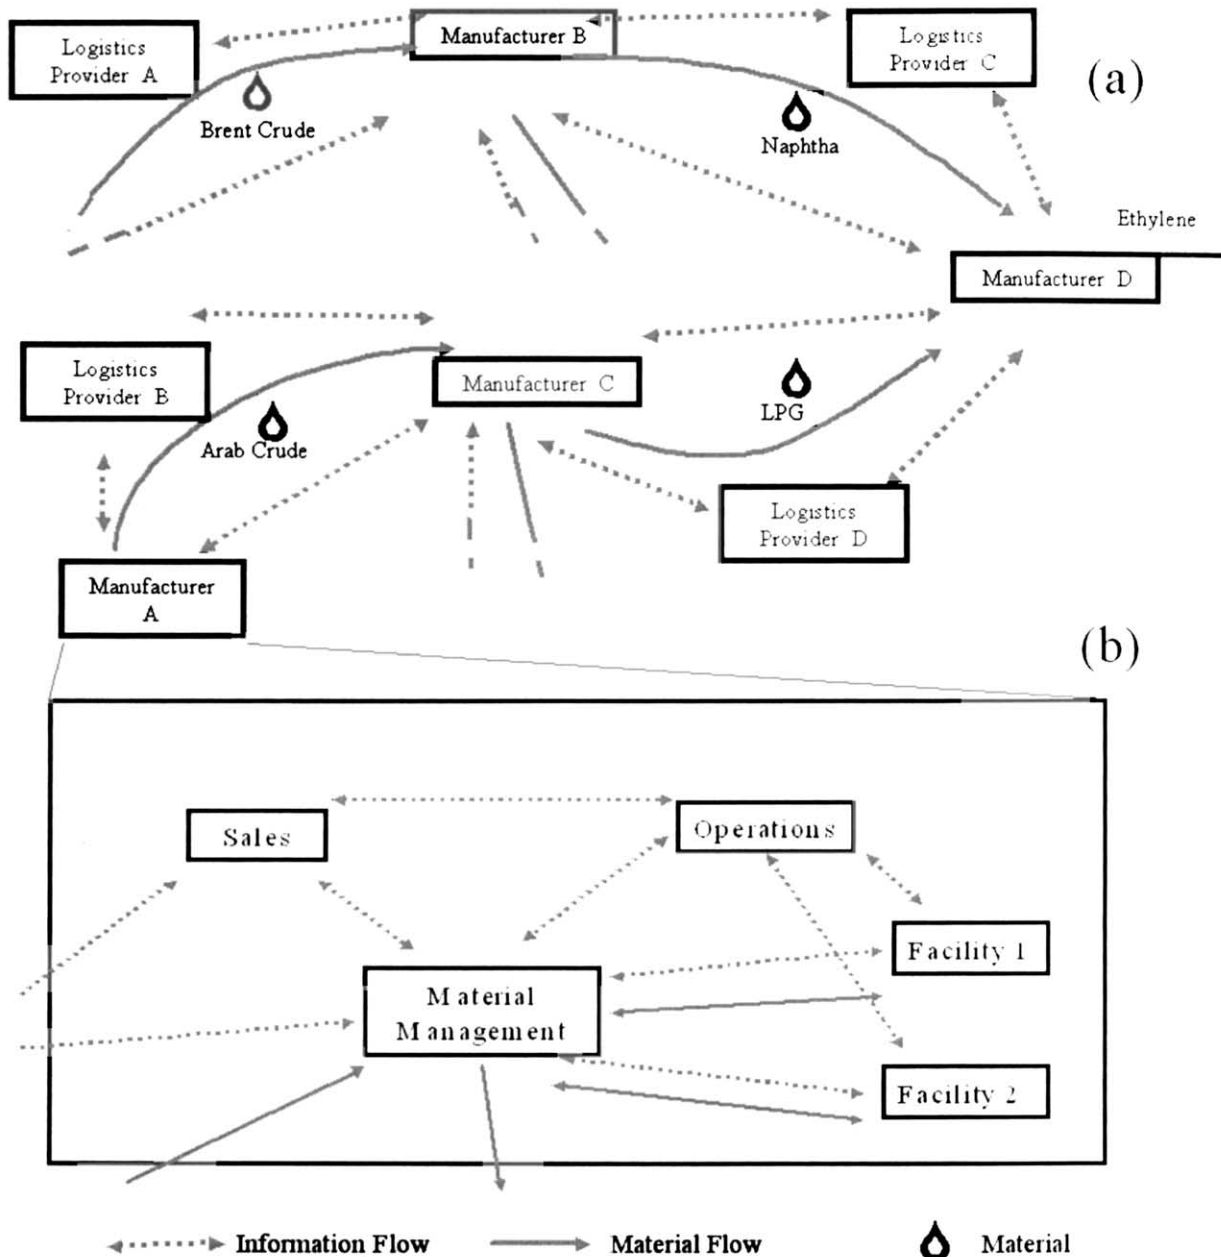 Logistics
Provider A
Manufacturer B
Logistics
Provider C
(a)
Brent Crude
Naphtha
Ethylene
Manufacturer D
Logistics
Provider B
Manufacturer C
LPG
Arab Crude
Logistics
Provider D
Manufacturer
A
(b)
Sales
Operations
Facility 1
Material
Management
Facility 2
Information Flow
Material Flow
Material